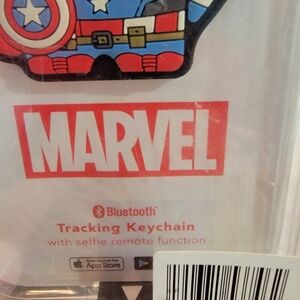 MARVEL
Bluetooth®
Tracking Keychain
with selfie remote function
App Store